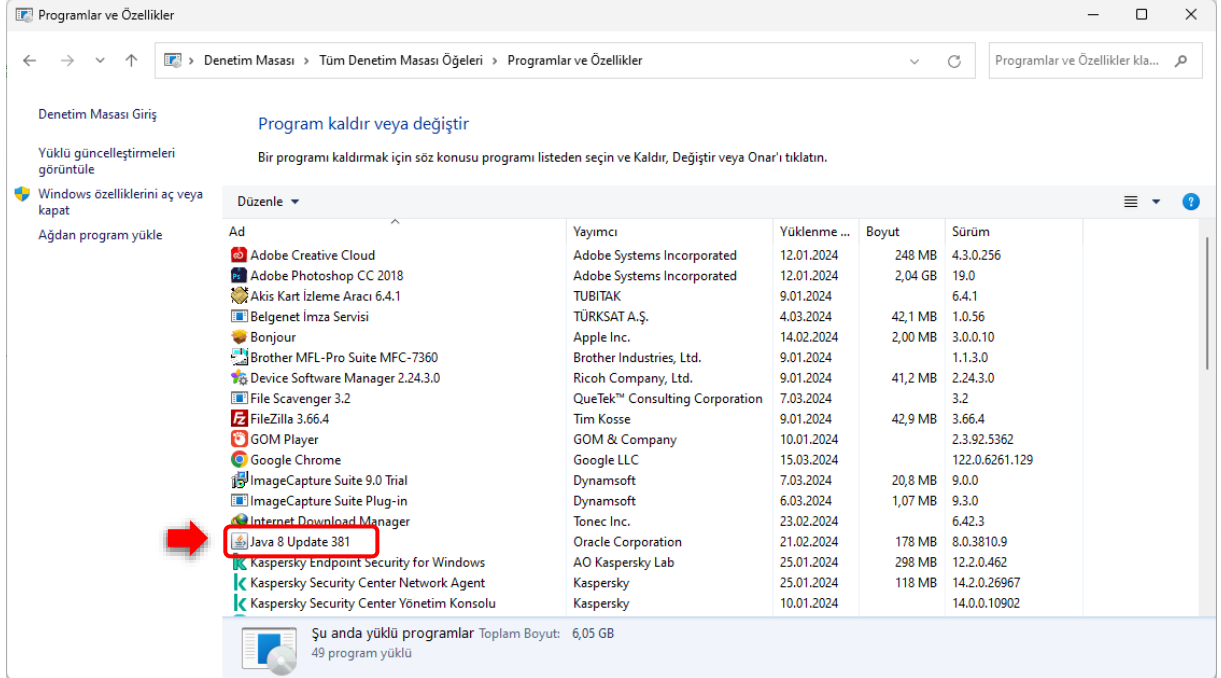 Programlar ve Özellikler
Denetim Masası > Tüm Denetim Masası Öğeleri > Programlar ve Özellikler
Programlar ve Özellikler kla...
Denetim Masası Giriş
Yüklü güncelleştirmeleri
görüntüle
Windows özelliklerini aç veya
kapat
Ağdan program yükle
Program kaldır veya değiştir
Bir programı kaldırmak için söz konusu programı listeden seçin ve Kaldır, Değiştir veya Onar'ı tıklatın.
Düzenle
Ad Yayımcı Yüklenme ... Boyut Sürüm
Adobe Creative Cloud Adobe Systems Incorporated 12.01.2024 248 MB 4.3.0.256
Adobe Photoshop CC 2018 Adobe Systems Incorporated 12.01.2024 2,04 GB 19.0
Akis Kart İzleme Aracı 6.4.1 TUBITAK 9.01.2024 6.4.1
Belgenet İmza Servisi TÜRKSAT A.Ş. 4.03.2024 42,1 MB 1.0.56
Bonjour Apple Inc. 14.02.2024 2,00 MB 3.0.0.10
Brother MFL-Pro Suite MFC-7360 Brother Industries, Ltd. 9.01.2024 1.1.3.0
Device Software Manager 2.24.3.0 Ricoh Company, Ltd. 9.01.2024 41,2 MB 2.24.3.0
File Scavenger 3.2 QueTek™ Consulting Corporation 7.03.2024 3.2
FileZilla 3.66.4 Tim Kosse 9.01.2024 42,9 MB 3.66.4
GOM Player GOM & Company 10.01.2024 2.3.92.5362
Google Chrome Google LLC 15.03.2024 122.0.6261.129
ImageCapture Suite 9.0 Trial Dynamsoft 7.03.2024 20,8 MB 9.0.0
ImageCapture Suite Plug-in Dynamsoft 6.03.2024 1,07 MB 9.3.0
Internet Download Manager Tonec Inc. 23.02.2024 6.42.3
Java 8 Update 381 Oracle Corporation 21.02.2024 178 MB 8.0.3810.9
Kaspersky Endpoint Security for Windows AO Kaspersky Lab 25.01.2024 298 MB 12.2.0.462
Kaspersky Security Center Network Agent Kaspersky 25.01.2024 118 MB 14.2.0.26967
Kaspersky Security Center Yönetim Konsolu Kaspersky 10.01.2024 14.0.0.10902
Şu anda yüklü programlar Toplam Boyut: 6,05 GB
49 program yüklü